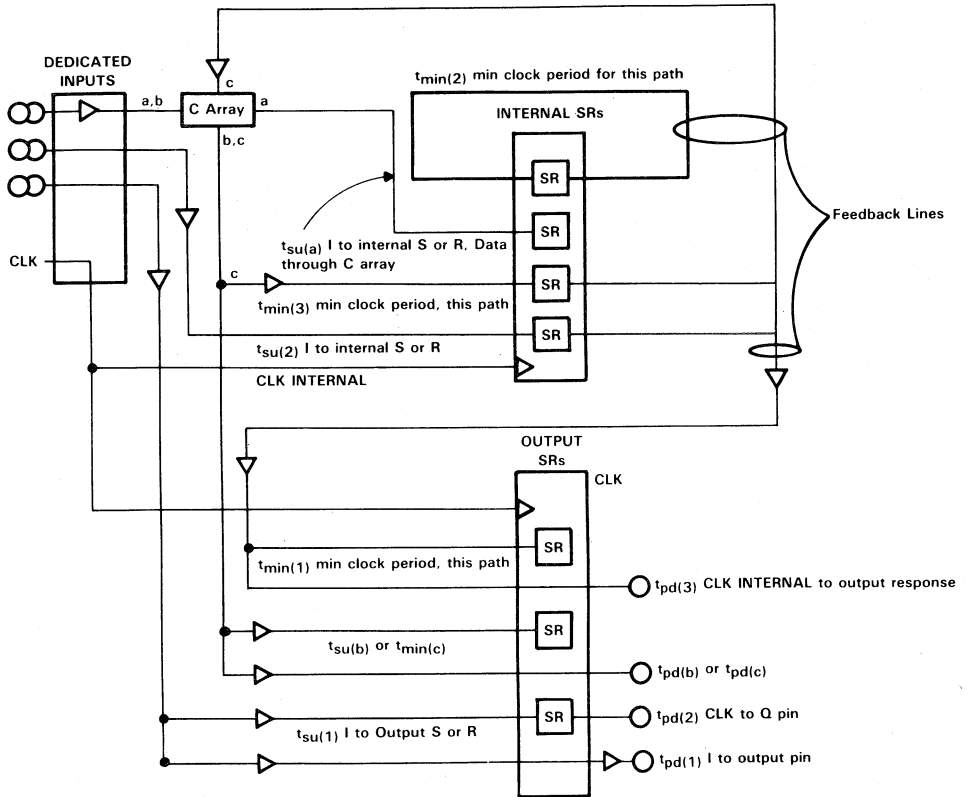 DEDICATED
INPUTS
c
a,b
C Array
a
b,c
CLK
tmin(2) min clock period for this path
INTERNAL SRs
SR
SR
SR
SR
Feedback Lines
tsu(a) I to internal S or R, Data
through C array
c
tmin(3) min clock period, this path
tsu(2) I to internal S or R
CLK INTERNAL
OUTPUT
SRs
CLK
SR
tmin(1) min clock period, this path
tpd(3) CLK INTERNAL to output response
SR
tsu(b) or tmin(c)
tpd(b) or tpd(c)
SR
tpd(2) CLK to Q pin
tsu(1) I to Output S or R
tpd(1) I to output pin